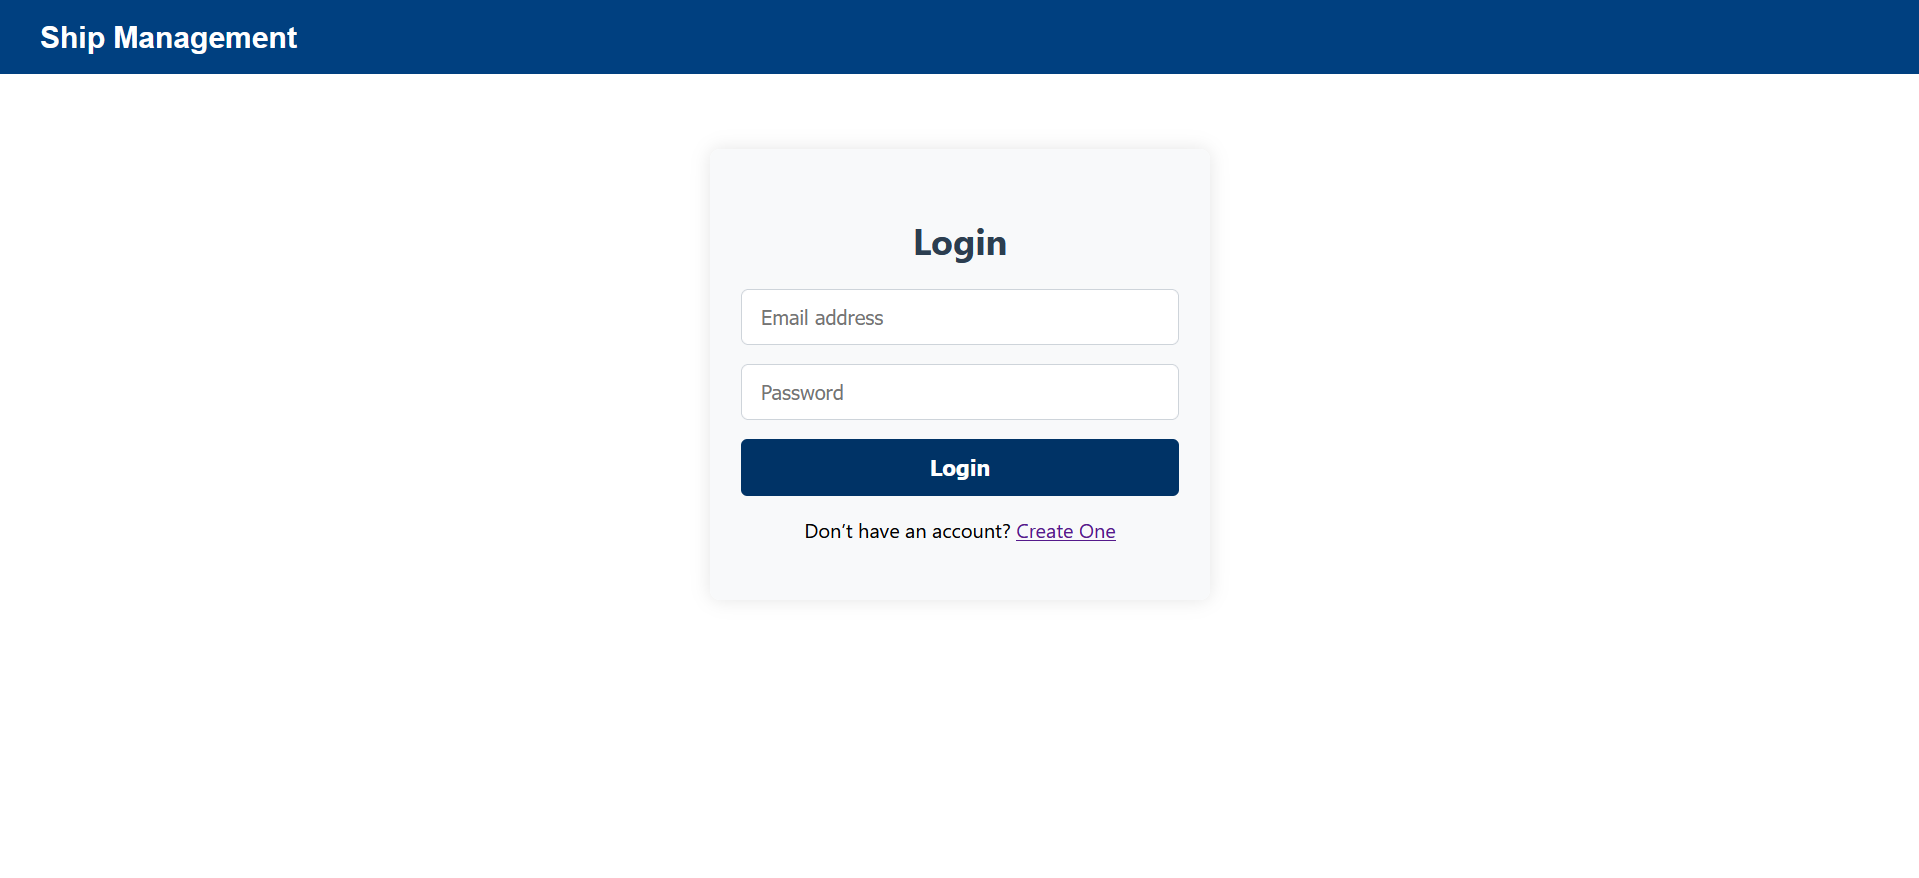 Ship Management
Login
Email address
Password
Login
Don't have an account? Create One